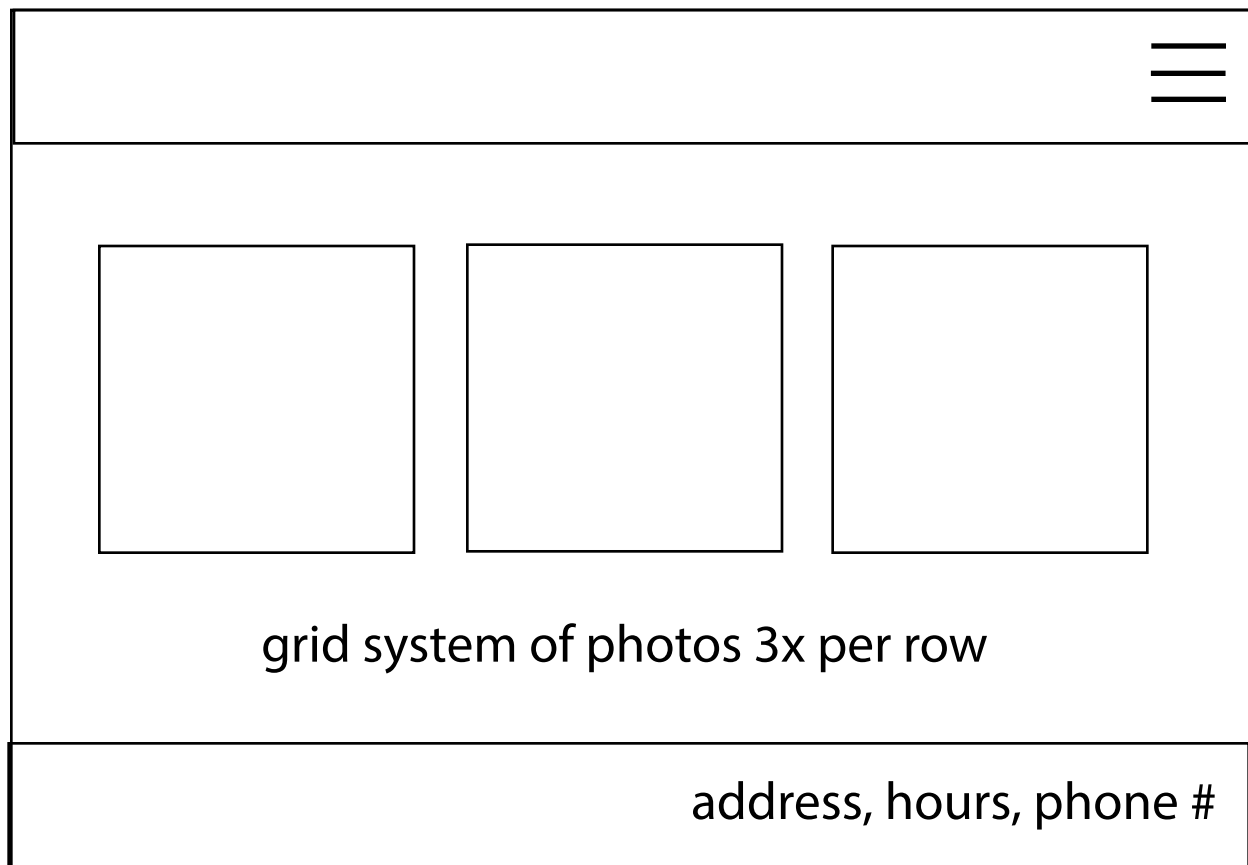 grid system of photos 3x per row
address, hours, phone #